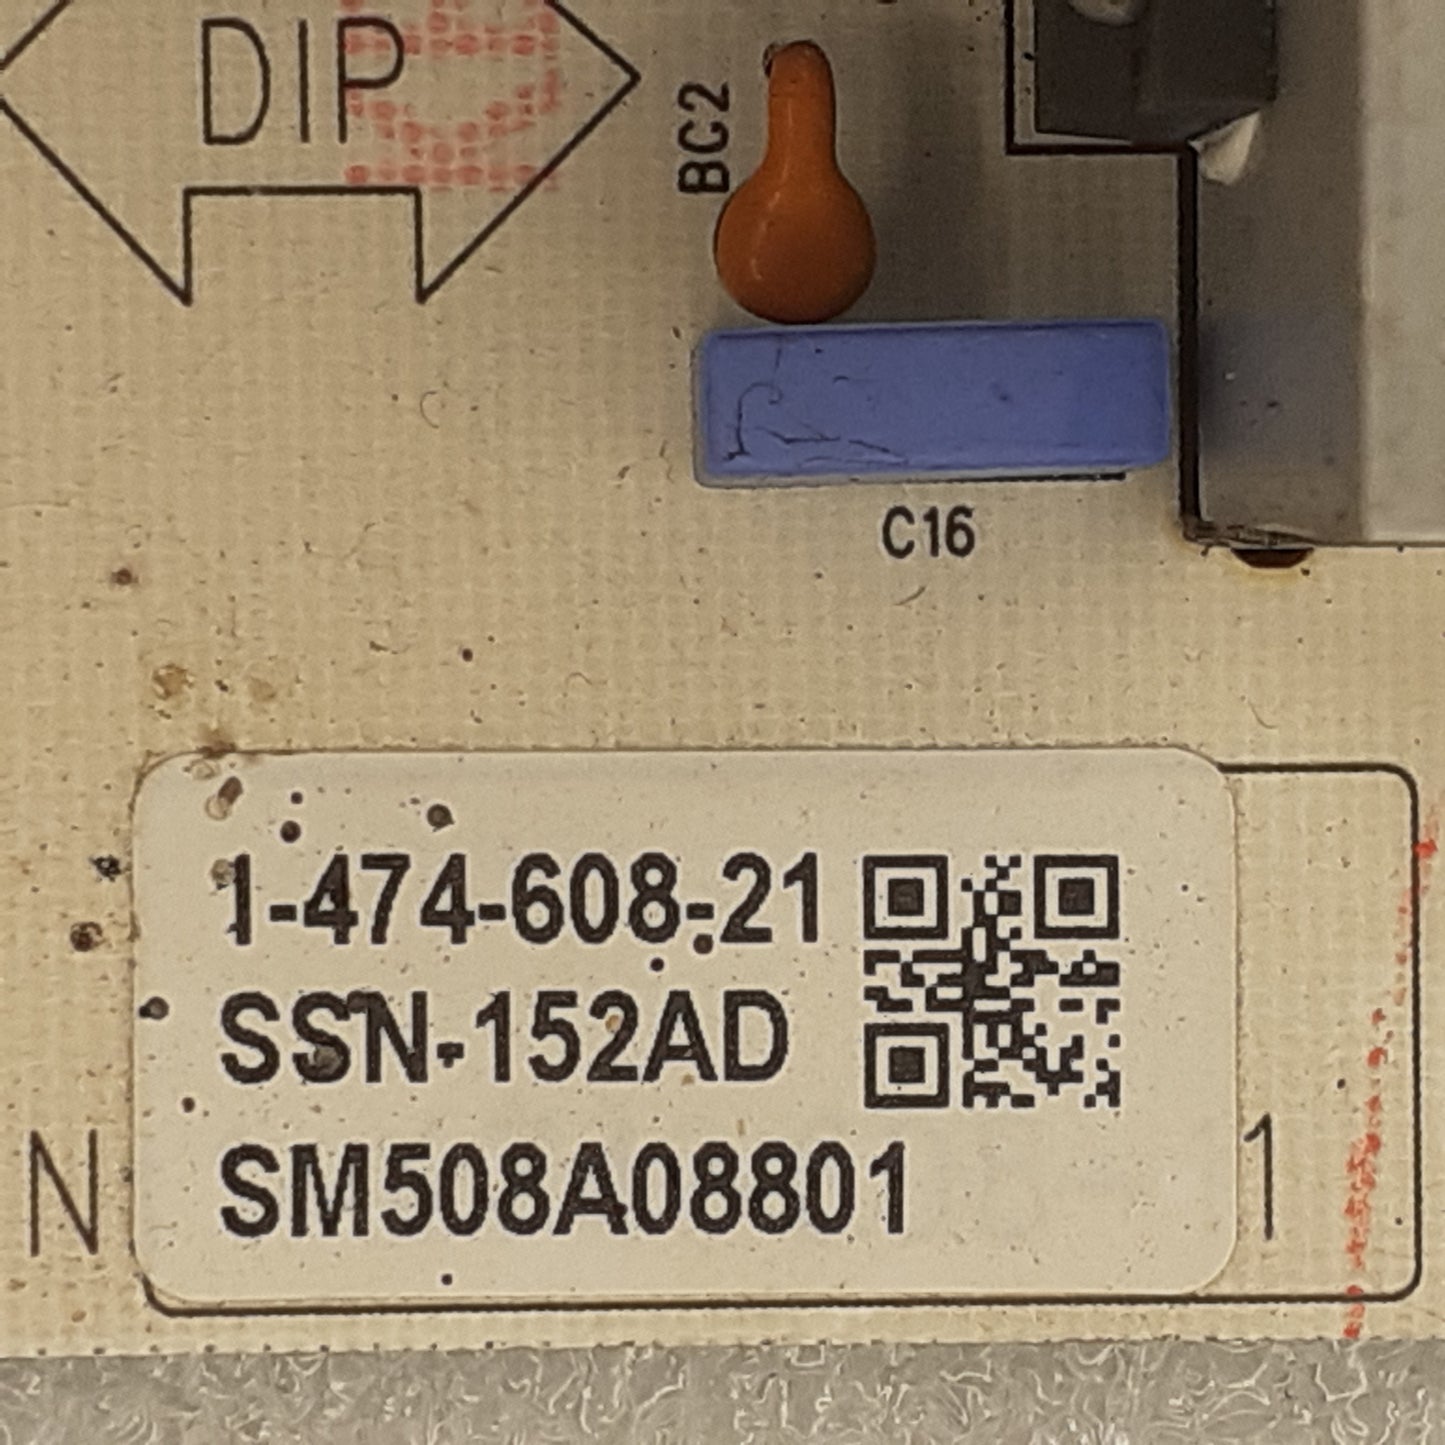 DIP
BC2
C16
1-474-608-21
SSN-152AD
SM508A08801
N
1